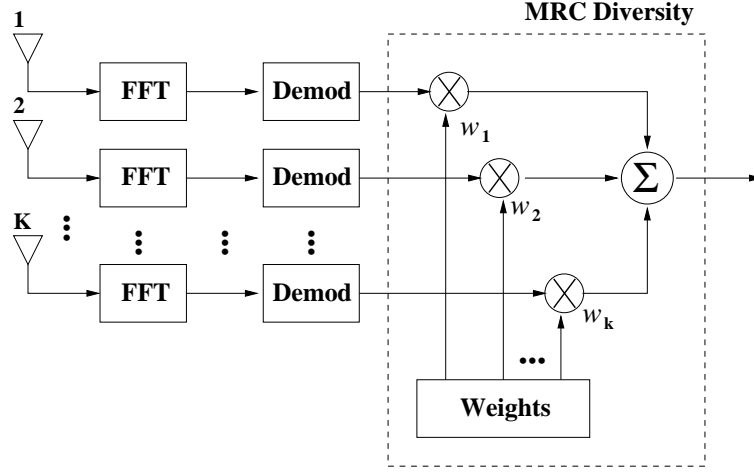 MRC Diversity
1
FFT
Demod
w1
2
FFT
Demod
w2
Σ
K
FFT
Demod
wk
Weights